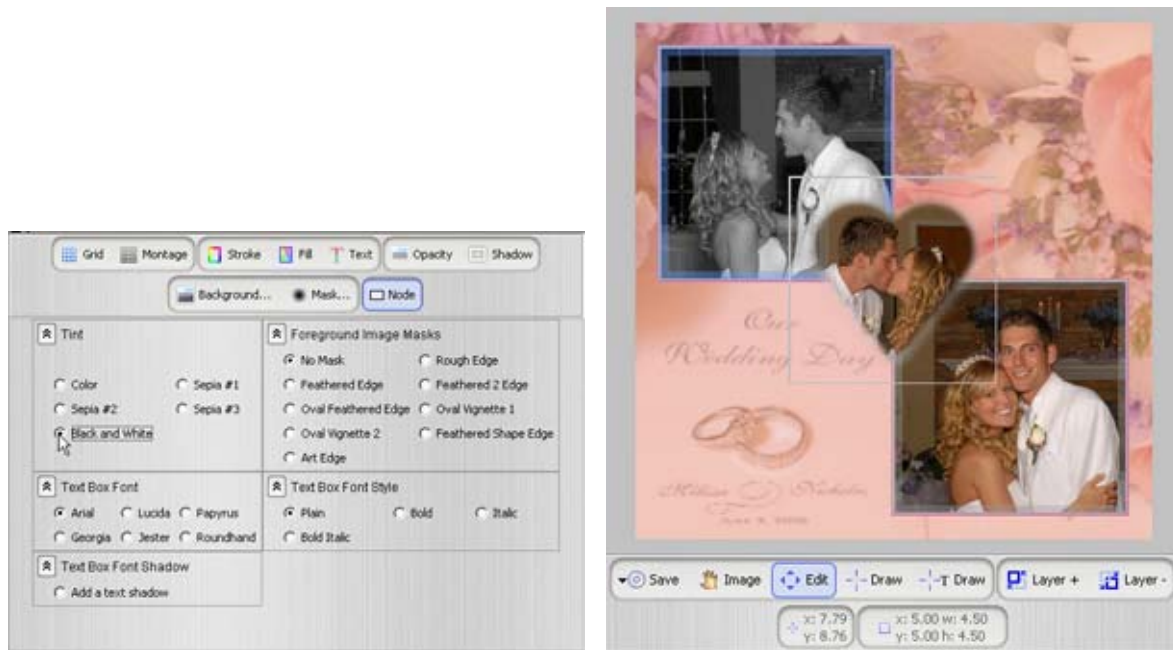 Grid Montage Stroke Fill Text Opacity Shadow
Background... Mask... Node
Tint
Color Sepia #1
Sepia #2 Sepia #3
Black and White
Foreground Image Masks
No Mask Rough Edge
Feathered Edge Feathered 2 Edge
Oval Feathered Edge Oval Vignette 1
Oval Vignette 2 Feathered Shape Edge
Art Edge
Text Box Font
Arial Lucida Papyrus
Georgia Jester Roundhand
Text Box Font Style
Plain Bold Italic
Bold Italic
Text Box Font Shadow
Add a text shadow
Our
Wedding Day
Nicholas
Save Image Edit Draw T Draw Layer + Layer -
x: 7.79
y: 8.76
x: 5.00 w: 4.50
y: 5.00 h: 4.50